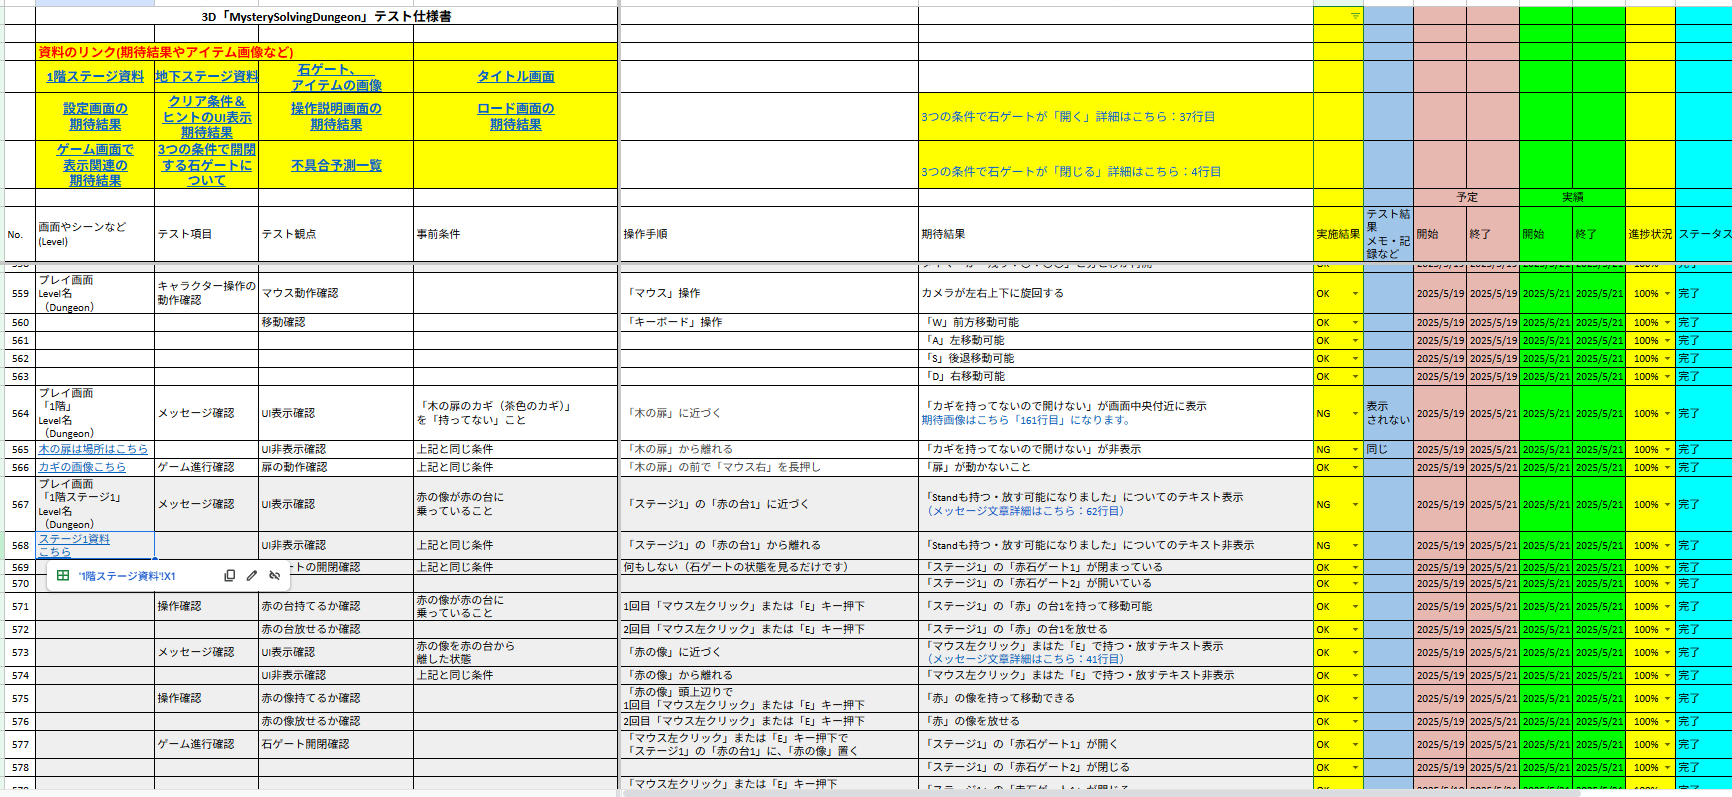 3D「MysterySolvingDungeon」テスト仕様書
資料のリンク(期待結果やアイテム画像など)
1階ステージ資料 地下ステージ資料 石ゲート、 アイテムの画像 タイトル画面
設定画面の 期待結果 クリア条件＆ ヒントのUI表示 期待結果 操作説明画面の 期待結果 ロード画面の 期待結果 3つの条件で石ゲートが「開く」詳細はこちら：37行目
ゲーム画面で 表示関連の 期待結果 3つの条件で開閉 する石ゲートに ついて 不具合予測一覧 3つの条件で石ゲートが「閉じる」詳細はこちら：4行目
予定 実績
No. 画面やシーンなど (Level) テスト項目 テスト観点 事前条件 操作手順 期待結果 実施結果 テスト結果 メモ・記録など 開始 終了 開始 終了 進捗状況 ステータス
559 プレイ画面 Level名 （Dungeon） キャラクター操作の 動作確認 マウス動作確認 「マウス」操作 カメラが左右上下に旋回する OK 2025/5/19 2025/5/19 2025/5/21 2025/5/21 100% 完了
560 移動確認 「キーボード」操作 「W」前方移動可能 OK 2025/5/19 2025/5/19 2025/5/21 2025/5/21 100% 完了
561 「A」左移動可能 OK 2025/5/19 2025/5/19 2025/5/21 2025/5/21 100% 完了
562 「S」後退移動可能 OK 2025/5/19 2025/5/19 2025/5/21 2025/5/21 100% 完了
563 「D」右移動可能 OK 2025/5/19 2025/5/19 2025/5/21 2025/5/21 100% 完了
564 プレイ画面 「1階」 Level名 （Dungeon） メッセージ確認 UI表示確認 「木の扉のカギ（茶色のカギ）」 を「持ってない」こと 「木の扉」に近づく 「カギを持ってないので開けない」が画面中央付近に表示 期待画像はこちら「161行目」になります。 NG 表示 されない 2025/5/19 2025/5/21 2025/5/21 2025/5/21 100% 完了
565 木の扉は場所はこちら UI非表示確認 上記と同じ条件 「木の扉」から離れる 「カギを持ってないので開けない」が非表示 NG 同じ 2025/5/19 2025/5/21 2025/5/21 2025/5/21 100% 完了
566 カギの画像こちら ゲーム進行確認 扉の動作確認 上記と同じ条件 「木の扉」の前で「マウス右」を長押し 「扉」が動かないこと OK 2025/5/19 2025/5/21 2025/5/21 2025/5/21 100% 完了
567 プレイ画面 「1階ステージ1」 Level名 （Dungeon） メッセージ確認 UI表示確認 赤の像が赤の台に 乗っていること 「ステージ1」の「赤の台1」に近づく 「Standも持つ・放す可能になりました」についてのテキスト表示 （メッセージ文章詳細はこちら：62行目） NG 2025/5/19 2025/5/21 2025/5/21 2025/5/21 100% 完了
568 ステージ1資料 こちら UI非表示確認 上記と同じ条件 「ステージ1」の「赤の台1」から離れる 「Standも持つ・放す可能になりました」についてのテキスト非表示 NG 2025/5/19 2025/5/21 2025/5/21 2025/5/21 100% 完了
569 ートの開閉確認 上記と同じ条件 何もしない（石ゲートの状態を見るだけです） 「ステージ1」の「赤石ゲート1」が閉まっている OK 2025/5/19 2025/5/21 2025/5/21 2025/5/21 100% 完了
'1階ステージ資料'!X1
570 「ステージ1」の「赤石ゲート2」が開いている OK 2025/5/19 2025/5/21 2025/5/21 2025/5/21 100% 完了
571 操作確認 赤の台持てるか確認 赤の像が赤の台に 乗っていること 1回目「マウス左クリック」または「E」キー押下 「ステージ1」の「赤」の台1を持って移動可能 OK 2025/5/19 2025/5/21 2025/5/21 2025/5/21 100% 完了
572 赤の台放せるか確認 2回目「マウス左クリック」または「E」キー押下 「ステージ1」の「赤」の台1を放せる OK 2025/5/19 2025/5/21 2025/5/21 2025/5/21 100% 完了
573 メッセージ確認 UI表示確認 赤の像を赤の台から 離した状態 「赤の像」に近づく 「マウス左クリック」まはた「E」で持つ・放すテキスト表示 （メッセージ文章詳細はこちら：41行目） OK 2025/5/19 2025/5/21 2025/5/21 2025/5/21 100% 完了
574 UI非表示確認 上記と同じ条件 「赤の像」から離れる 「マウス左クリック」まはた「E」で持つ・放すテキスト非表示 OK 2025/5/19 2025/5/21 2025/5/21 2025/5/21 100% 完了
575 操作確認 赤の像持てるか確認 「赤の像」頭上辺りで 1回目「マウス左クリック」または「E」キー押下 「赤」の像を持って移動できる OK 2025/5/19 2025/5/21 2025/5/21 2025/5/21 100% 完了
576 赤の像放せるか確認 2回目「マウス左クリック」または「E」キー押下 「赤」の像を放せる OK 2025/5/19 2025/5/21 2025/5/21 2025/5/21 100% 完了
577 ゲーム進行確認 石ゲート開閉確認 「マウス左クリック」または「E」キー押下で 「ステージ1」の「赤の台1」に、「赤の像」置く 「ステージ1」の「赤石ゲート1」が開く OK 2025/5/19 2025/5/21 2025/5/21 2025/5/21 100% 完了
578 「ステージ1」の「赤石ゲート2」が閉じる OK 2025/5/19 2025/5/21 2025/5/21 2025/5/21 100% 完了
「マウス左クリック」または「E」キー押下